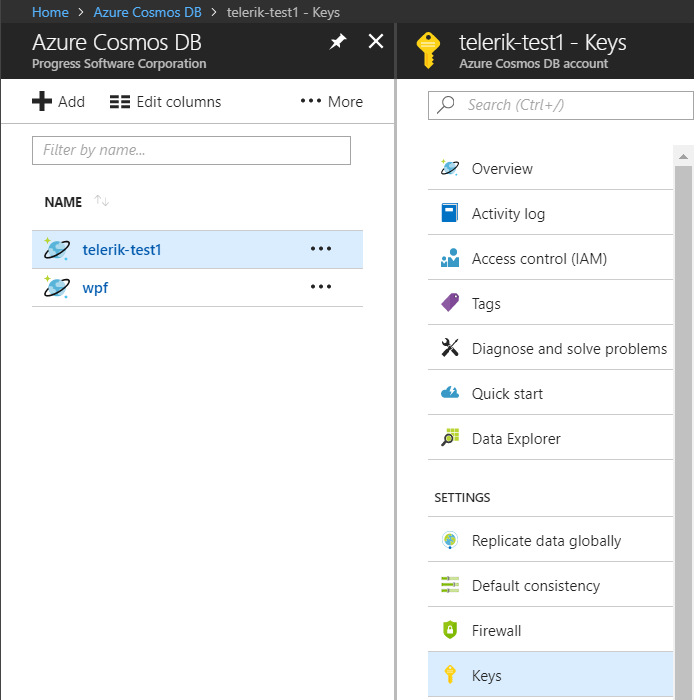 Home > Azure Cosmos DB > telerik-test1 - Keys
Azure Cosmos DB
Progress Software Corporation
Add
Edit columns
More
Filter by name...
NAME
telerik-test1
wpf
telerik-test1 - Keys
Azure Cosmos DB account
Search (Ctrl+/)
Overview
Activity log
Access control (IAM)
Tags
Diagnose and solve problems
Quick start
Data Explorer
SETTINGS
Replicate data globally
Default consistency
Firewall
Keys